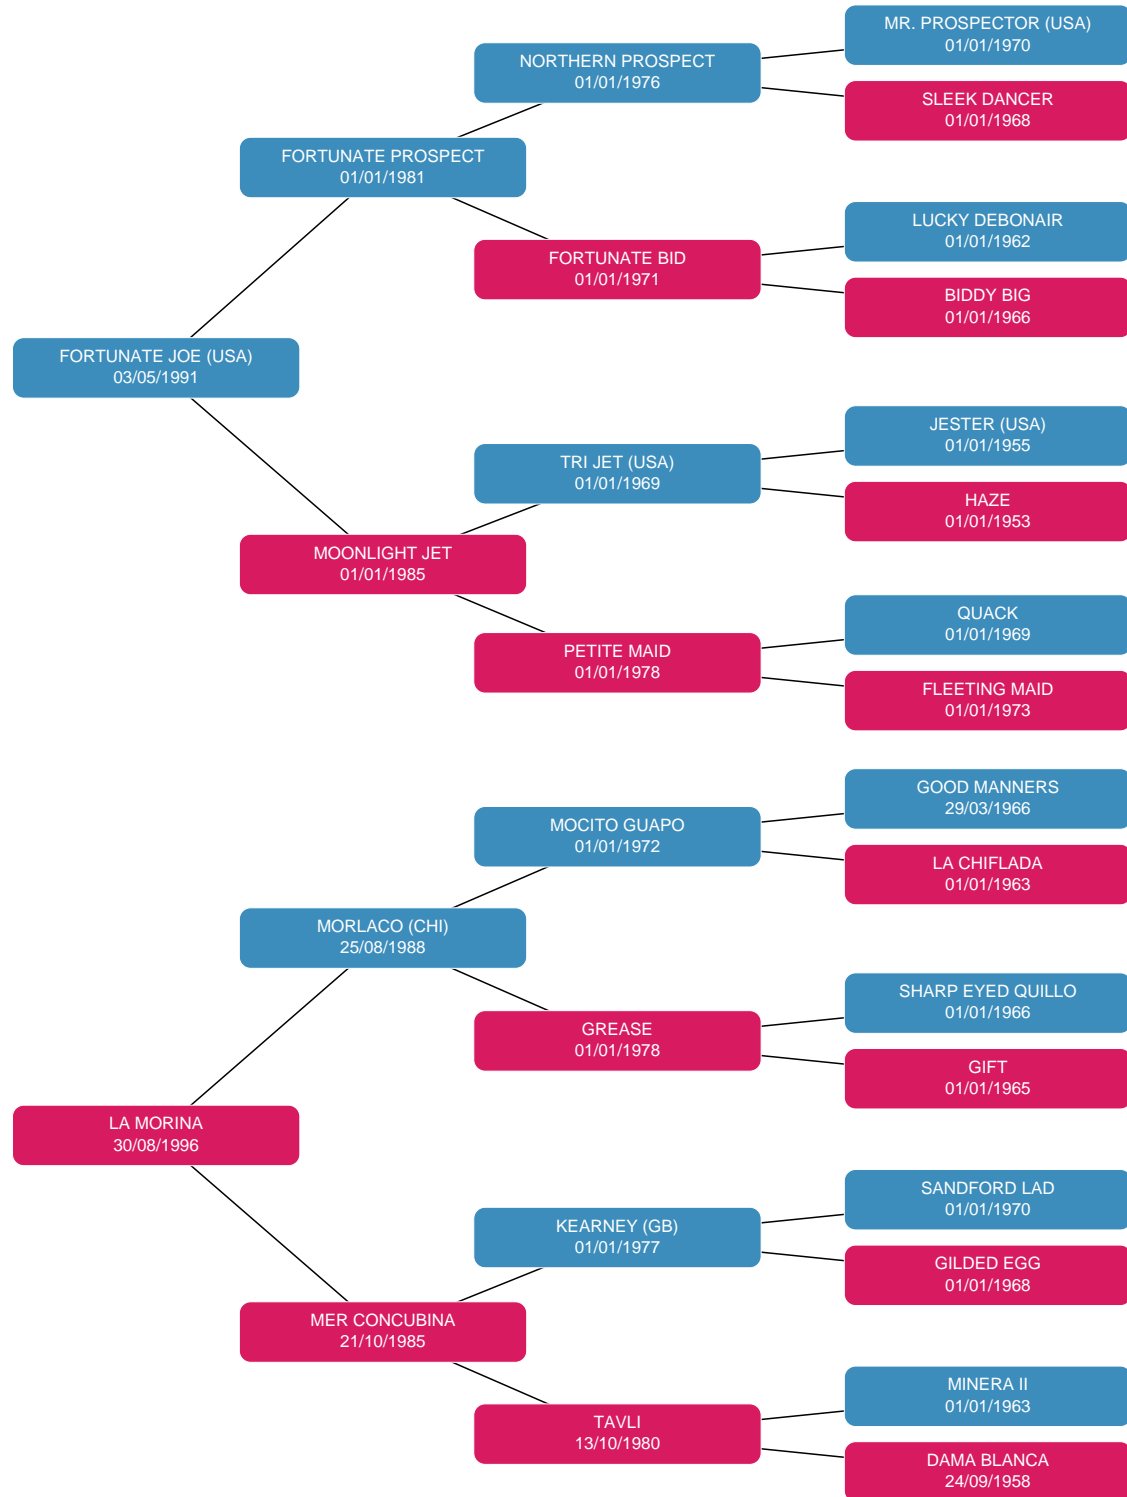 MR. PROSPECTOR (USA)
01/01/1970
NORTHERN PROSPECT
01/01/1976
SLEEK DANCER
01/01/1968
FORTUNATE PROSPECT
01/01/1981
LUCKY DEBONAIR
01/01/1962
FORTUNATE BID
01/01/1971
BIDDY BIG
01/01/1966
FORTUNATE JOE (USA)
03/05/1991
JESTER (USA)
01/01/1955
TRI JET (USA)
01/01/1969
HAZE
01/01/1953
MOONLIGHT JET
01/01/1985
QUACK
01/01/1969
PETITE MAID
01/01/1978
FLEETING MAID
01/01/1973
GOOD MANNERS
29/03/1966
MOCITO GUAPO
01/01/1972
LA CHIFLADA
01/01/1963
MORLACO (CHI)
25/08/1988
SHARP EYED QUILLO
01/01/1966
GREASE
01/01/1978
GIFT
01/01/1965
LA MORINA
30/08/1996
SANDFORD LAD
01/01/1970
KEARNEY (GB)
01/01/1977
GILDED EGG
01/01/1968
MER CONCUBINA
21/10/1985
MINERA II
01/01/1963
TAVLI
13/10/1980
DAMA BLANCA
24/09/1958